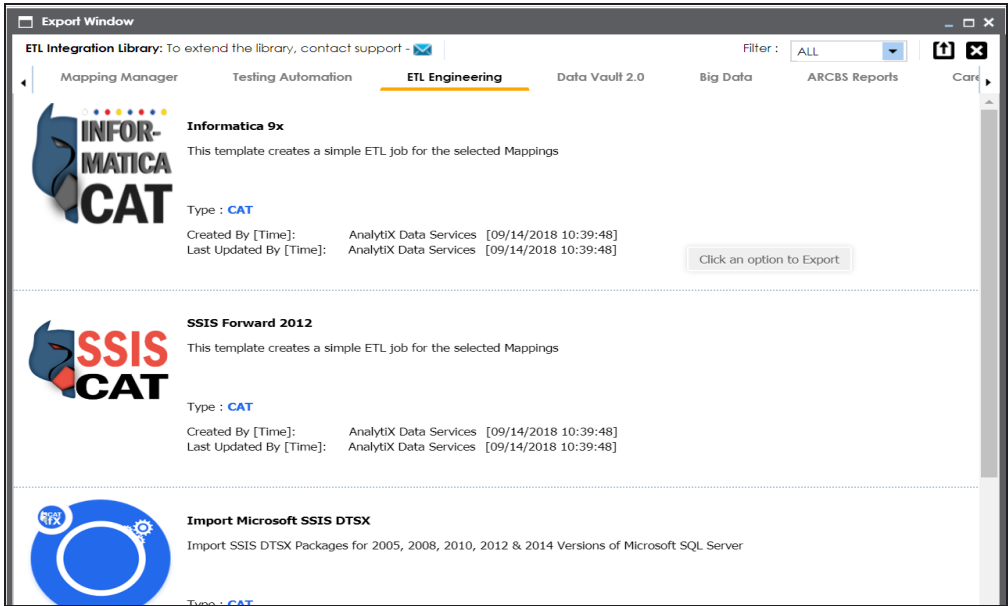 Export Window
ETL Integration Library: To extend the library, contact support -
Filter : ALL
Mapping Manager Testing Automation ETL Engineering Data Vault 2.0 Big Data ARCBS Reports Care
INFOR-
MATICA
CAT
Informatica 9x
This template creates a simple ETL job for the selected Mappings
Type : CAT
Created By [Time]: AnalytiX Data Services [09/14/2018 10:39:48]
Last Updated By [Time]: AnalytiX Data Services [09/14/2018 10:39:48]
Click an option to Export
SSIS
CAT
SSIS Forward 2012
This template creates a simple ETL job for the selected Mappings
Type : CAT
Created By [Time]: AnalytiX Data Services [09/14/2018 10:39:48]
Last Updated By [Time]: AnalytiX Data Services [09/14/2018 10:39:48]
CAT
fX
Import Microsoft SSIS DTSX
Import SSIS DTSX Packages for 2005, 2008, 2010, 2012 & 2014 Versions of Microsoft SQL Server
Type : CAT